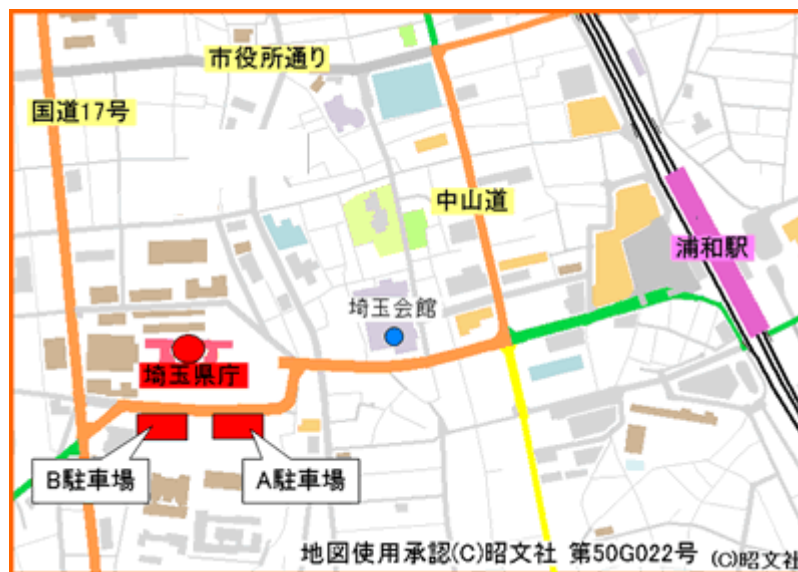 市役所通り
国道17号
中山道
浦和駅
埼玉会館
埼玉県庁
B駐車場
A駐車場
地図使用承認(C)昭文社 第50G022号
(C)昭文社